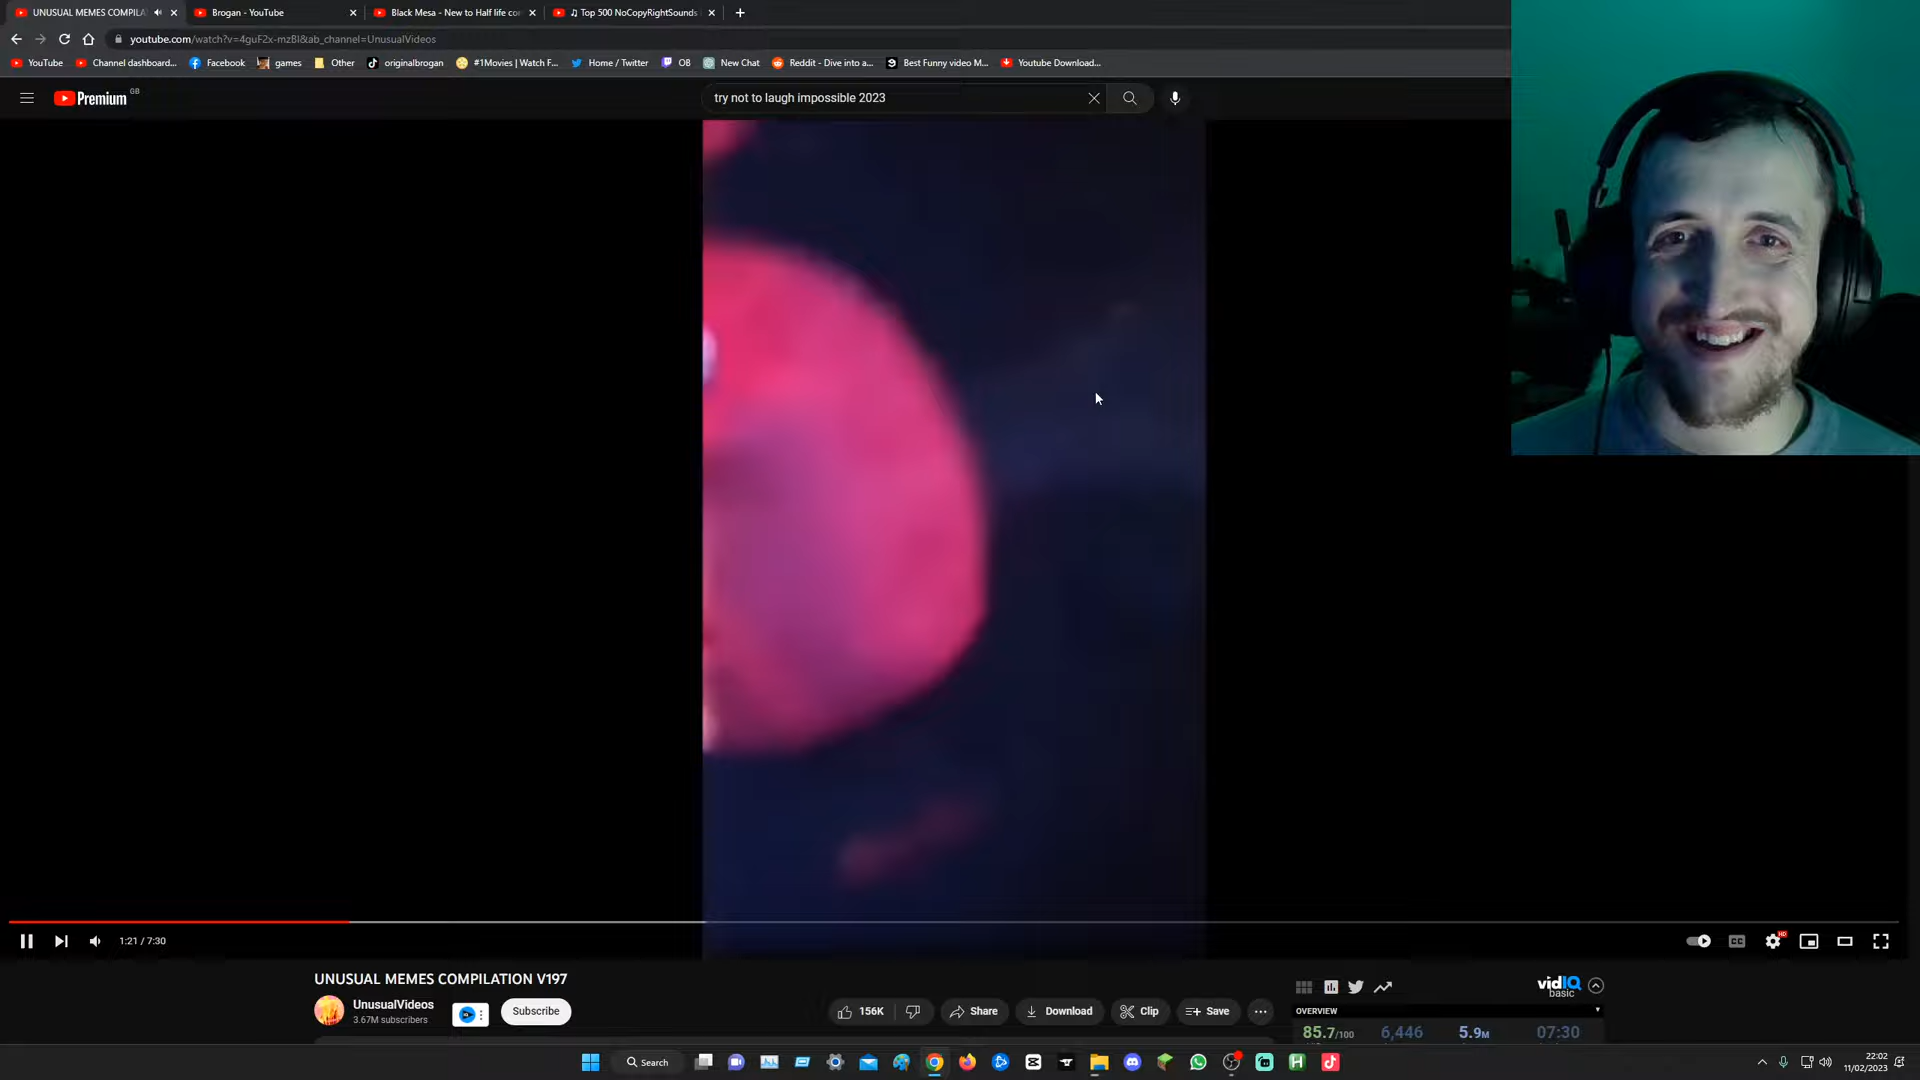 UNUSUAL MEMES COMPILA
Brogan - YouTube
Black Mesa - New to Half life co
♫ Top 500 NoCopyRightSounds
youtube.com/watch?v=4guF2x-mzBI&ab_channel=UnusualVideos
YouTube
Channel dashboard...
Facebook
games
Other
originalbrogan
#1Movies | Watch F...
Home / Twitter
OB
New Chat
Reddit - Dive into a...
Best Funny video M...
Youtube Download...
Premium GB
try not to laugh impossible 2023
1:21 / 7:30
CC
HD
UNUSUAL MEMES COMPILATION V197
UnusualVideos
3.67M subscribers
Subscribe
156K
Share
Download
Clip
Save
vidIQ
basic
OVERVIEW
85.7/100
6,446
5.9M
07:30
Search
22:02
11/02/2023